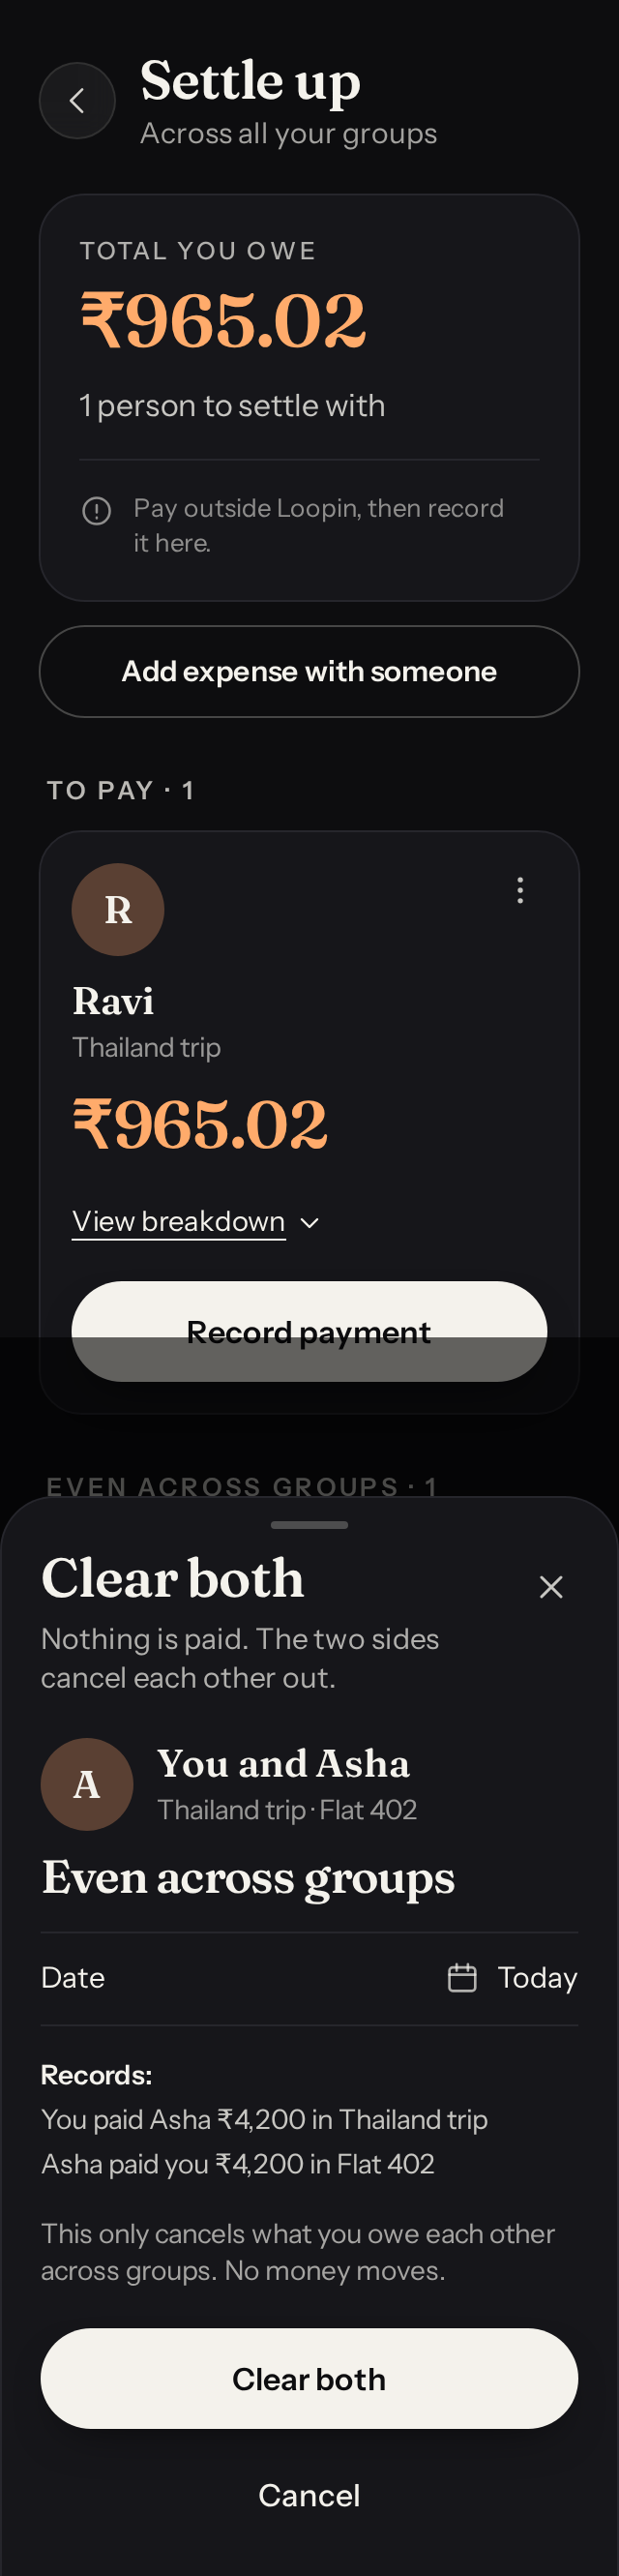 Settle up
Across all your groups
TOTAL YOU OWE
₹965.02
1 person to settle with
Pay outside Loopin, then record
it here.
Add expense with someone
TO PAY · 1
R
Ravi
Thailand trip
₹965.02
View breakdown
Record payment
EVEN ACROSS GROUPS · 1
Clear both
Nothing is paid. The two sides
cancel each other out.
A
You and Asha
Thailand trip · Flat 402
Even across groups
Date
Today
Records:
You paid Asha ₹4,200 in Thailand trip
Asha paid you ₹4,200 in Flat 402
This only cancels what you owe each other
across groups. No money moves.
Clear both
Cancel